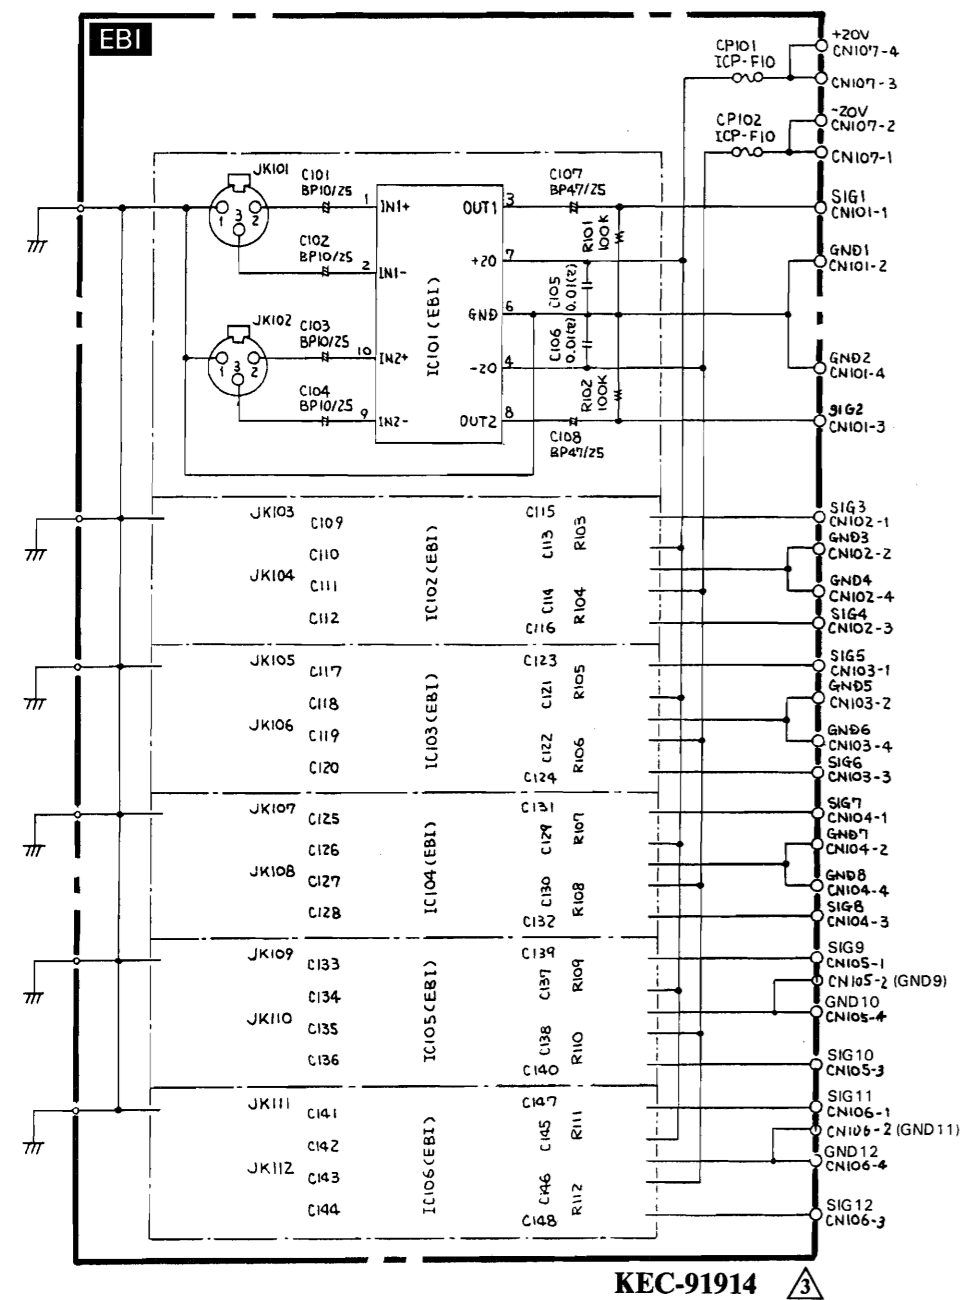 EBI
CP101
ICP-F10
+20V
CN107-4
CN107-3
CP102
ICP-F10
-20V
CN107-2
CN107-1
JK101
C101
BP10/25
1
IN1+
OUT1
3
C107
BP47/25
SIG1
CN101-1
1
3
2
R101
100K
C102
BP10/25
2
IN1-
+20
7
GND1
CN101-2
C105
0.01(Z)
IC101(EBI)
GND
6
JK102
C103
BP10/25
10
IN2+
C106
0.01(Z)
-20
4
GND2
CN101-4
1
3
2
R102
100K
C104
BP10/25
9
IN2-
OUT2
8
C108
BP47/25
SIG2
CN101-3
JK103
C109
C115
C113
R103
SIG3
CN102-1
C110
GND3
CN102-2
JK104
C111
IC102(EBI)
C114
R104
GND4
CN102-4
C112
C116
SIG4
CN102-3
JK105
C117
C123
C121
R105
SIG5
CN103-1
C118
GND5
CN103-2
JK106
C119
IC103(EBI)
C122
R106
GND6
CN103-4
C120
C124
SIG6
CN103-3
JK107
C125
C131
C129
R107
SIG7
CN104-1
C126
GND7
CN104-2
JK108
C127
IC104(EBI)
C130
R108
GND8
CN104-4
C128
C132
SIG8
CN104-3
JK109
C133
C139
C137
R109
SIG9
CN105-1
C134
CN105-2 (GND9)
JK110
C135
IC105(EBI)
C138
R110
GND10
CN105-4
C136
C140
SIG10
CN105-3
JK111
C141
C147
C145
R111
SIG11
CN106-1
C142
CN106-2 (GND11)
JK112
C143
IC106(EBI)
C146
R112
GND12
CN106-4
C144
C148
SIG12
CN106-3
KEC-91914
3